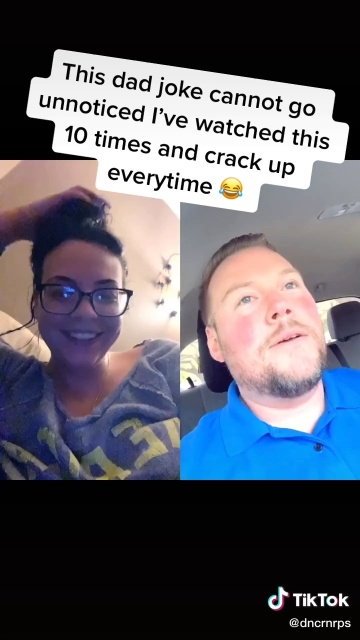 This dad joke cannot go
unnoticed I've watched this
10 times and crack up
everytime 😂
TikTok
@dncrnrps